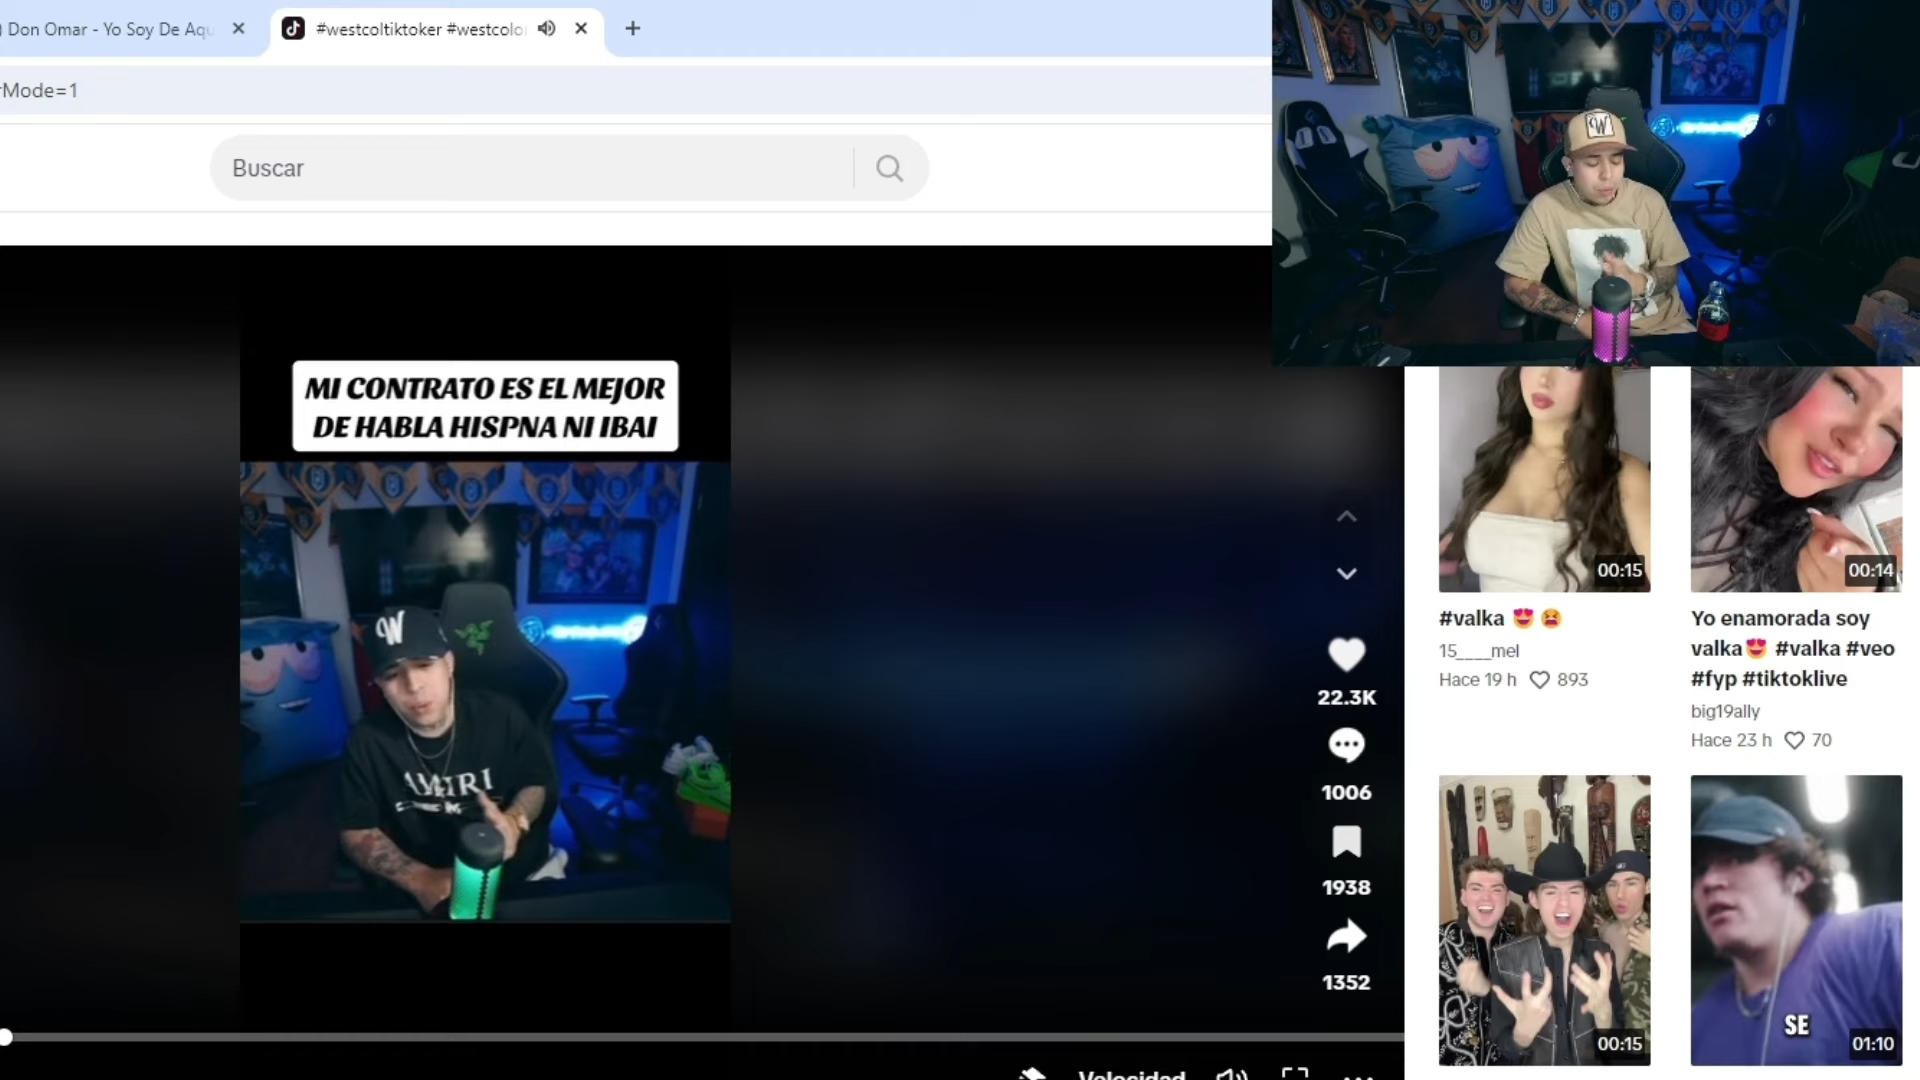 ) Don Omar - Yo Soy De Aqu
#westcoltiktoker #westcolo
rMode=1
Buscar
W
MI CONTRATO ES EL MEJOR
DE HABLA HISPNA NI IBAI
W
AMIRI
22.3K
1006
1938
1352
Velocidad
00:15
#valka 😍 😫
15____mel
Hace 19 h 893
00:14
Yo enamorada soy
valka😍 #valka #veo
#fyp #tiktoklive
big19ally
Hace 23 h 70
00:15
SE
01:10